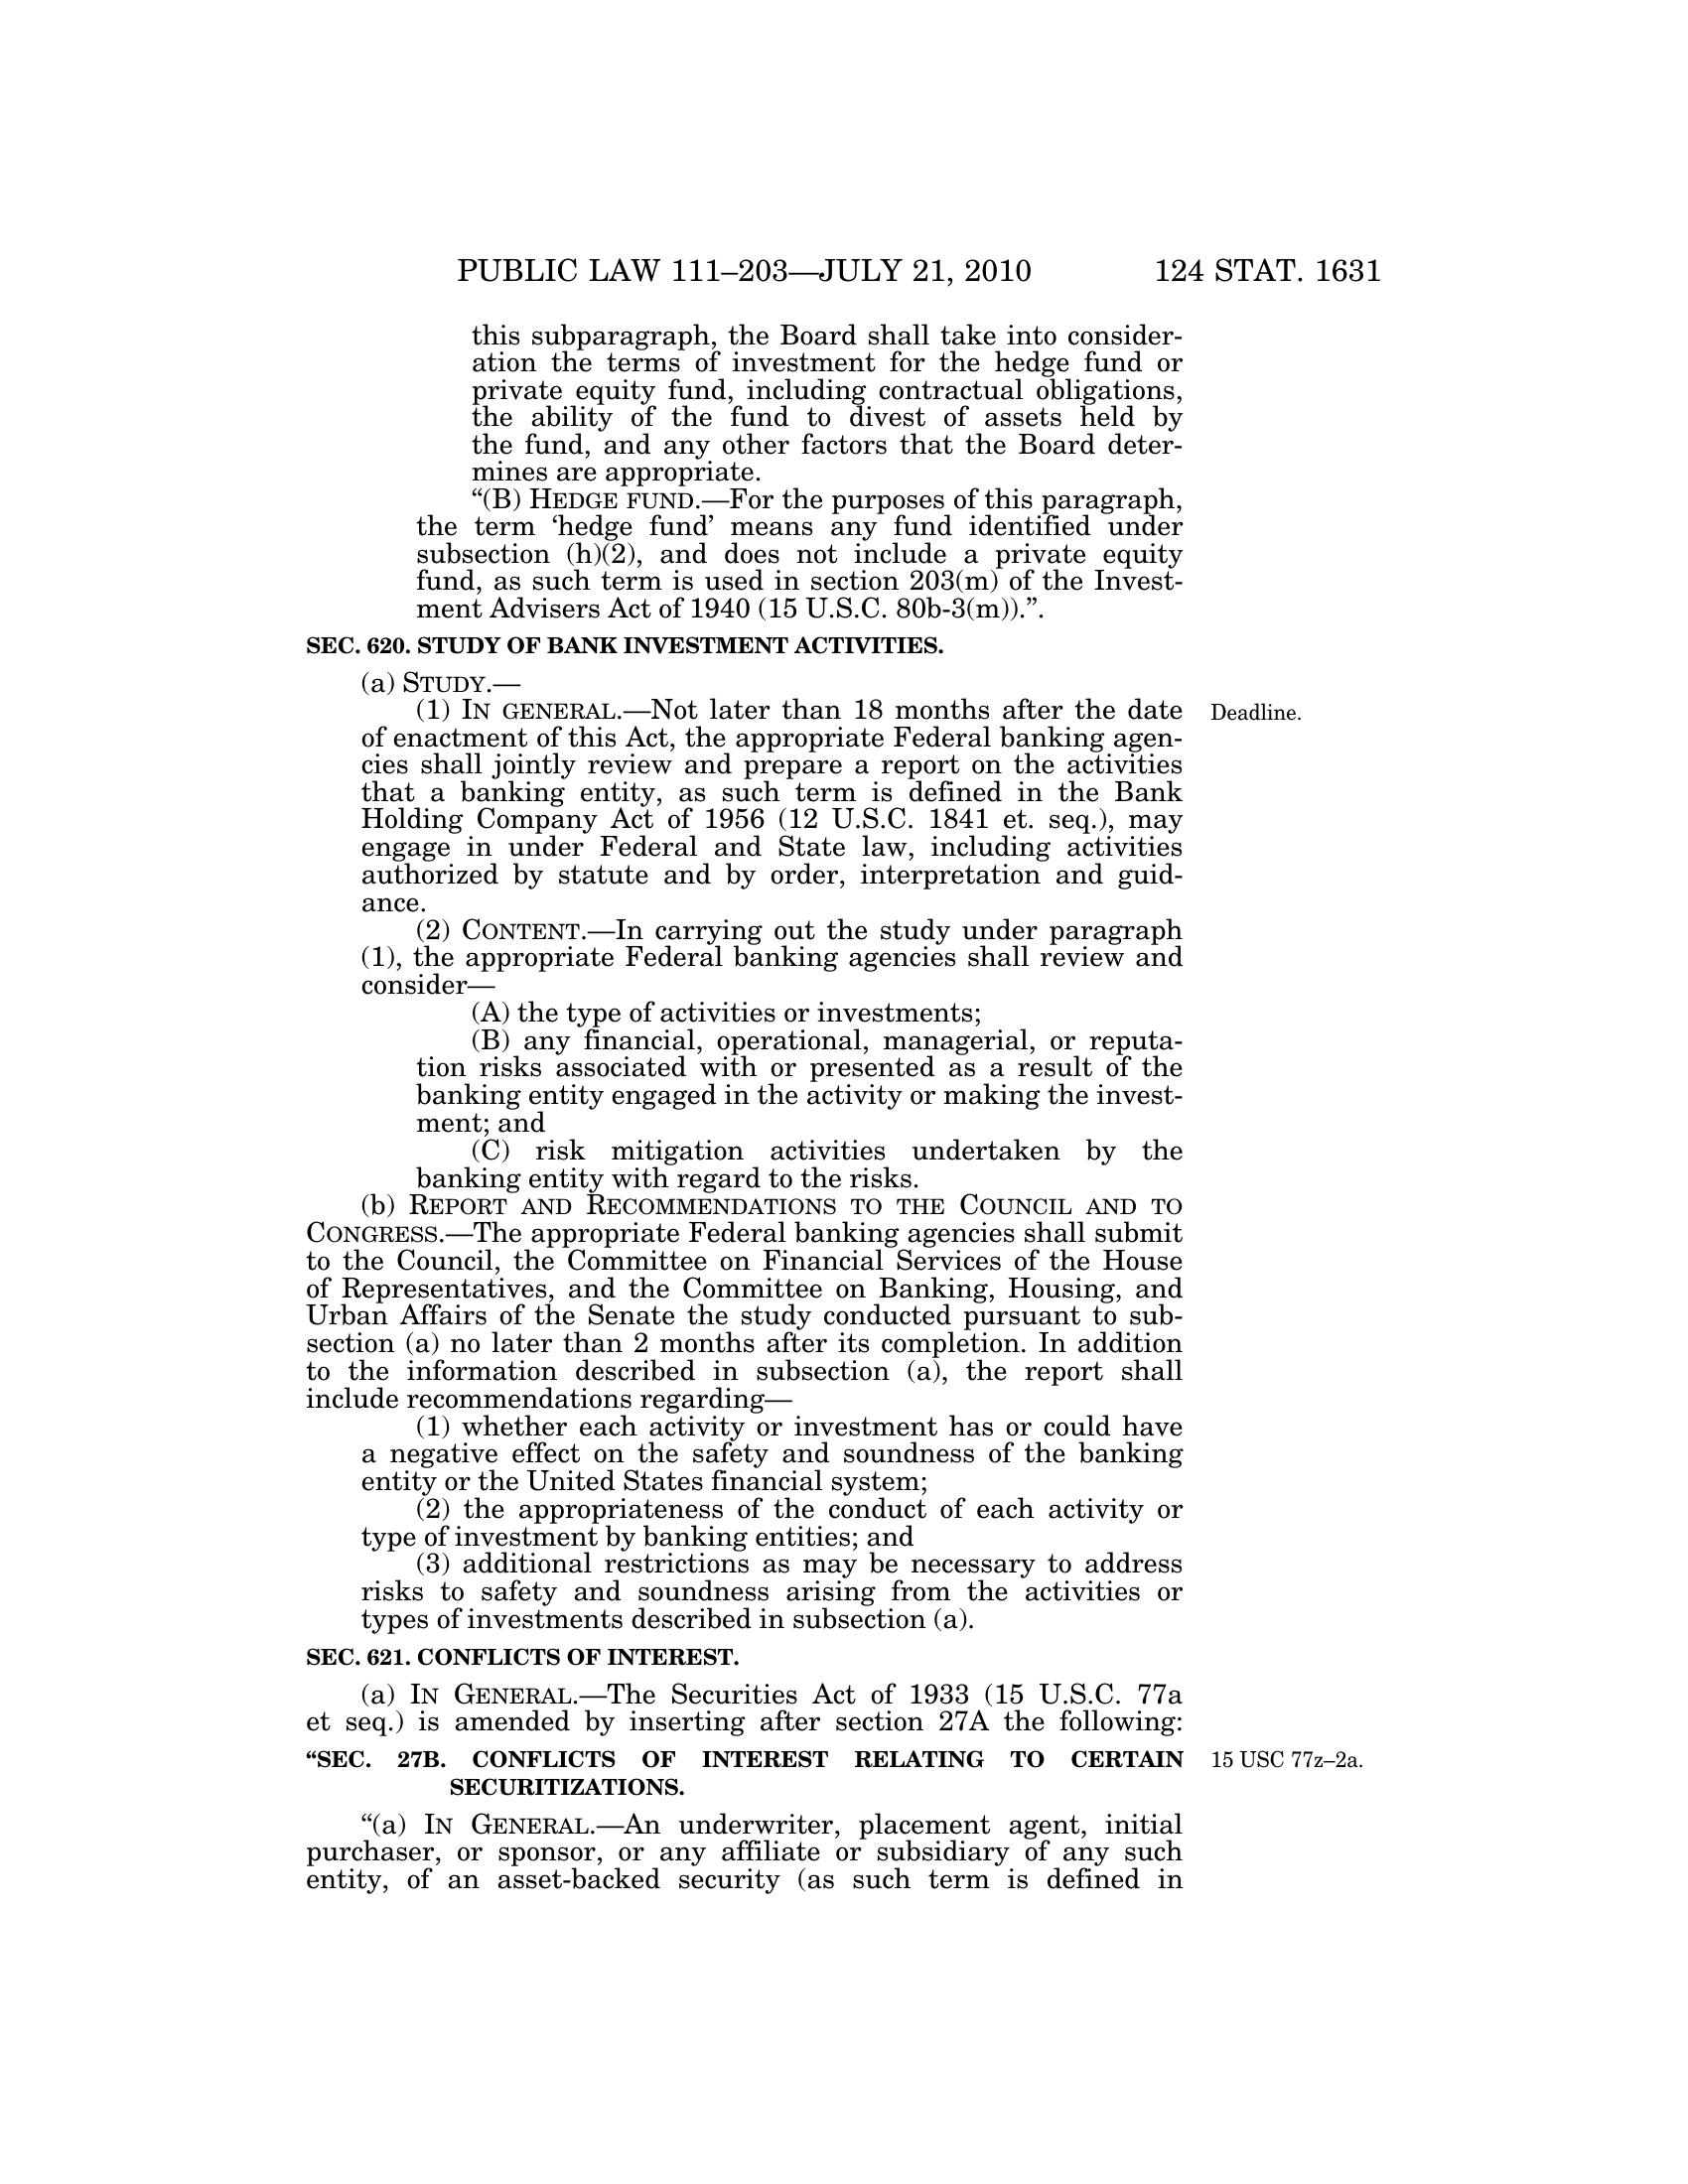 PUBLIC LAW 111–203—JULY 21, 2010 124 STAT. 1631
this subparagraph, the Board shall take into consider-
ation the terms of investment for the hedge fund or
private equity fund, including contractual obligations,
the ability of the fund to divest of assets held by
the fund, and any other factors that the Board deter-
mines are appropriate.
“(B) HEDGE FUND.—For the purposes of this paragraph,
the term ‘hedge fund’ means any fund identified under
subsection (h)(2), and does not include a private equity
fund, as such term is used in section 203(m) of the Invest-
ment Advisers Act of 1940 (15 U.S.C. 80b-3(m)).”.
SEC. 620. STUDY OF BANK INVESTMENT ACTIVITIES.
(a) STUDY.—
(1) IN GENERAL.—Not later than 18 months after the date Deadline.
of enactment of this Act, the appropriate Federal banking agen-
cies shall jointly review and prepare a report on the activities
that a banking entity, as such term is defined in the Bank
Holding Company Act of 1956 (12 U.S.C. 1841 et. seq.), may
engage in under Federal and State law, including activities
authorized by statute and by order, interpretation and guid-
ance.
(2) CONTENT.—In carrying out the study under paragraph
(1), the appropriate Federal banking agencies shall review and
consider—
(A) the type of activities or investments;
(B) any financial, operational, managerial, or reputa-
tion risks associated with or presented as a result of the
banking entity engaged in the activity or making the invest-
ment; and
(C) risk mitigation activities undertaken by the
banking entity with regard to the risks.
(b) REPORT AND RECOMMENDATIONS TO THE COUNCIL AND TO
CONGRESS.—The appropriate Federal banking agencies shall submit
to the Council, the Committee on Financial Services of the House
of Representatives, and the Committee on Banking, Housing, and
Urban Affairs of the Senate the study conducted pursuant to sub-
section (a) no later than 2 months after its completion. In addition
to the information described in subsection (a), the report shall
include recommendations regarding—
(1) whether each activity or investment has or could have
a negative effect on the safety and soundness of the banking
entity or the United States financial system;
(2) the appropriateness of the conduct of each activity or
type of investment by banking entities; and
(3) additional restrictions as may be necessary to address
risks to safety and soundness arising from the activities or
types of investments described in subsection (a).
SEC. 621. CONFLICTS OF INTEREST.
(a) IN GENERAL.—The Securities Act of 1933 (15 U.S.C. 77a
et seq.) is amended by inserting after section 27A the following:
“SEC. 27B. CONFLICTS OF INTEREST RELATING TO CERTAIN 15 USC 77z–2a.
SECURITIZATIONS.
“(a) IN GENERAL.—An underwriter, placement agent, initial
purchaser, or sponsor, or any affiliate or subsidiary of any such
entity, of an asset-backed security (as such term is defined in